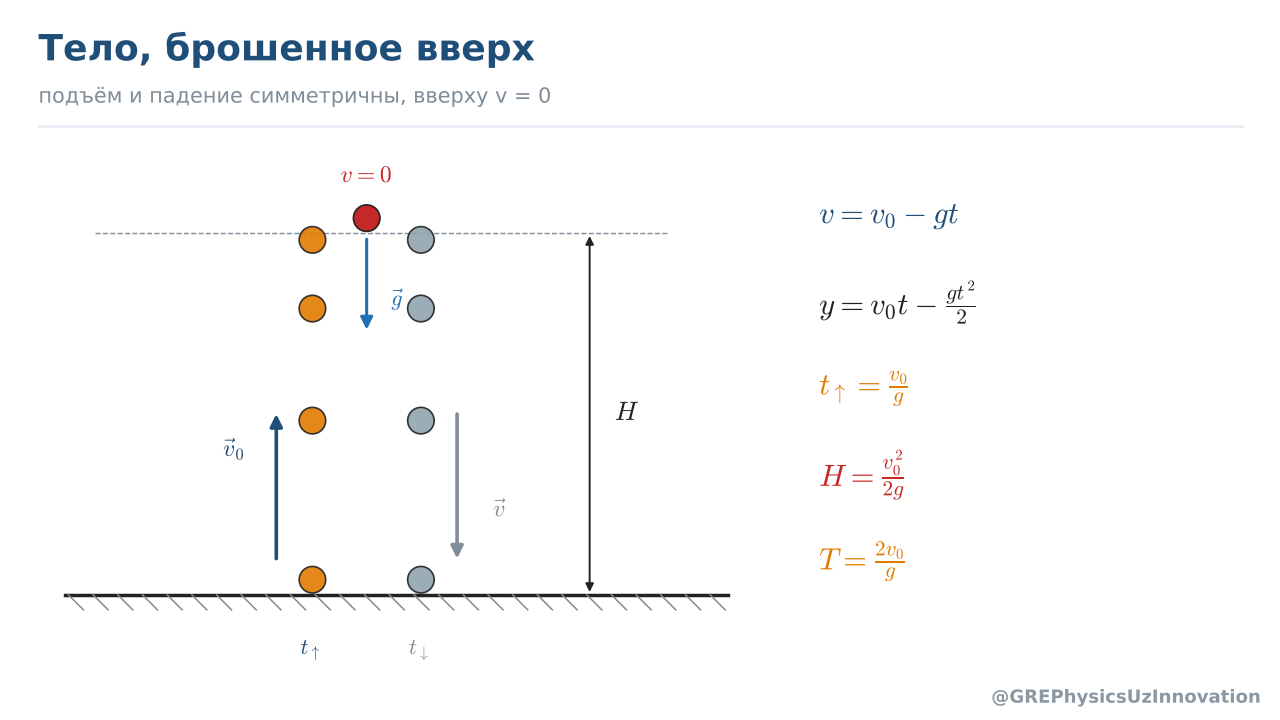 Тело, брошенное вверх
подъём и падение симметричны, вверху v = 0
v = 0
g⃗
v⃗₀
H
v⃗
t↑
t↓
v = v₀ − gt
y = v₀t − gt²/2
t↑ = v₀/g
H = v₀²/2g
T = 2v₀/g
@GREPhysicsUzInnovation